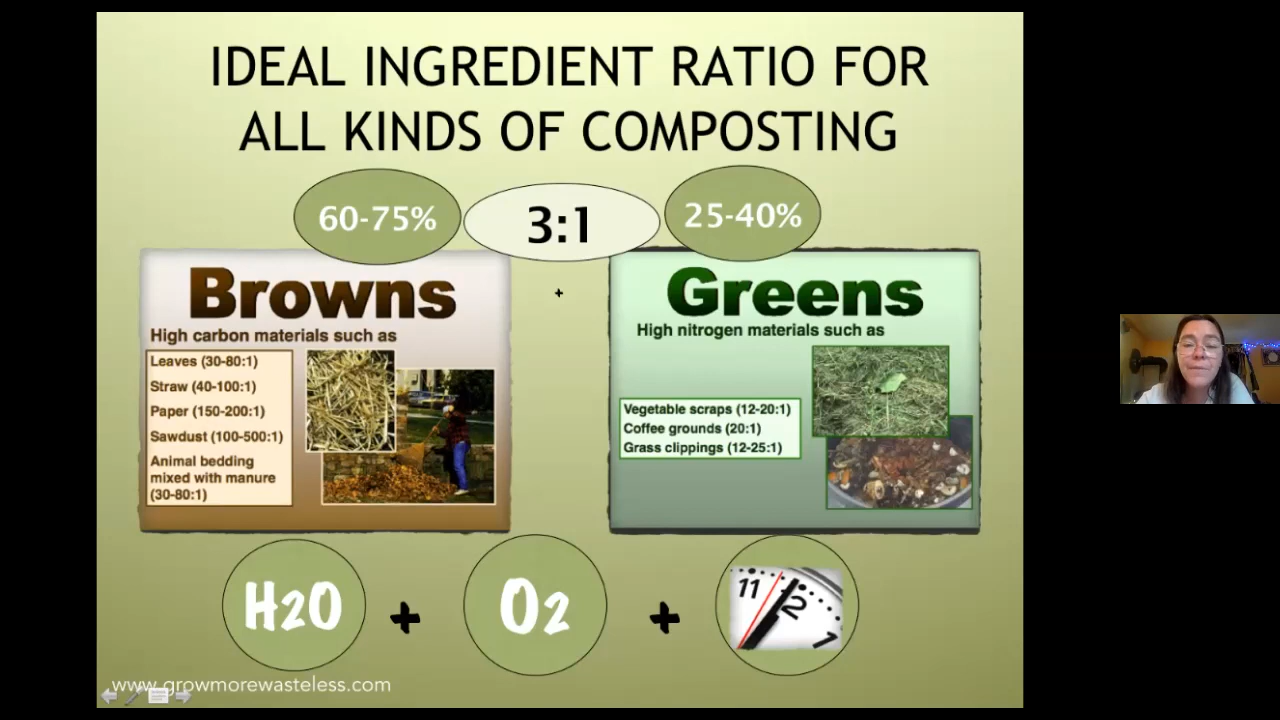 IDEAL INGREDIENT RATIO FOR
ALL KINDS OF COMPOSTING
60-75%
3:1
25-40%
Browns
High carbon materials such as
Leaves (30-80:1)
Straw (40-100:1)
Paper (150-200:1)
Sawdust (100-500:1)
Animal bedding
mixed with manure
(30-80:1)
+
Greens
High nitrogen materials such as
Vegetable scraps (12-20:1)
Coffee grounds (20:1)
Grass clippings (12-25:1)
H2O
+
O2
+
11
12
1
www.growmorewasteless.com